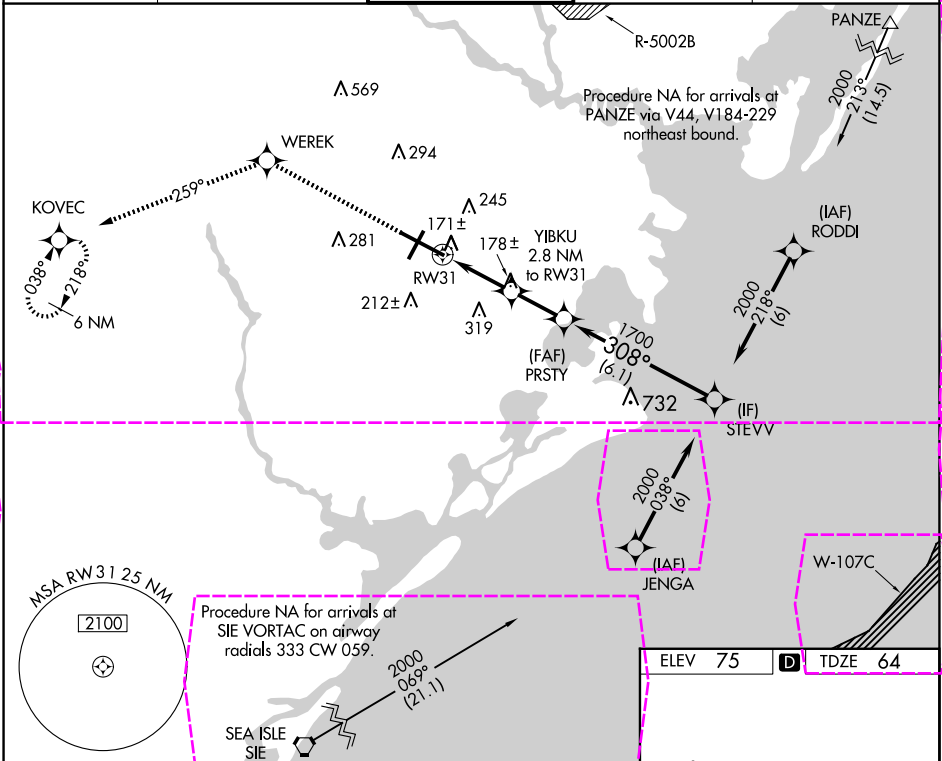 PANZE
R-5002B
2000
213°
(14.5)
Procedure NA for arrivals at
PANZE via V44, V184-229
northeast bound.
569
WEREK
294
259°
KOVEC
245
(IAF)
RODDI
171±
178±
YIBKU
2.8 NM
to RW31
281
038°
218°
6 NM
RW31
212±
319
2000
218°
(6)
(FAF)
PRSTY
1700
308°
(6.1)
732
(IF)
STEVV
2000
038°
(6)
(IAF)
JENGA
W-107C
MSA RW31 25 NM
2100
Procedure NA for arrivals at
SIE VORTAC on airway
radials 333 CW 059.
2000
069°
(21.1)
SEA ISLE
SIE
ELEV 75 D TDZE 64